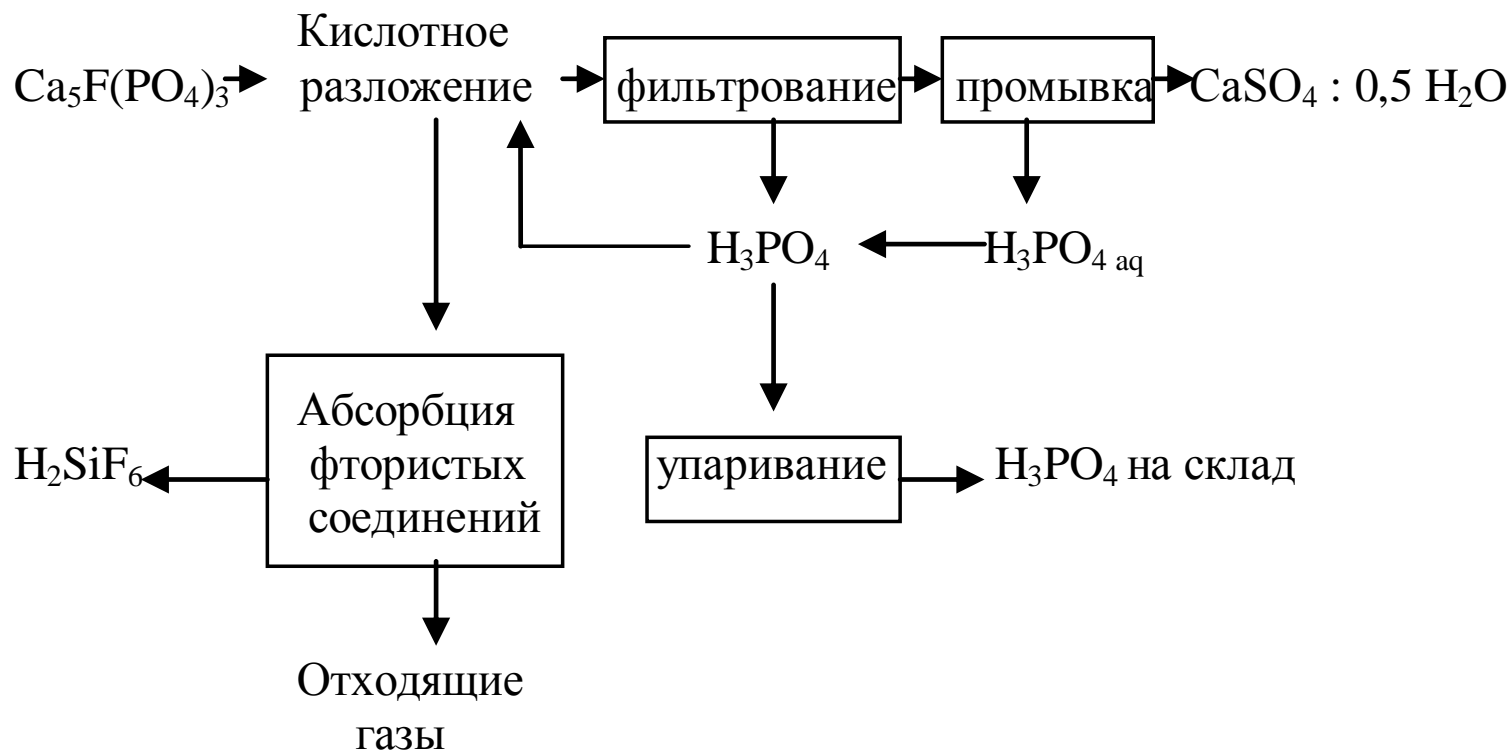 Ca₅F(PO₄)₃
Кислотное
разложение
фильтрование
промывка
CaSO₄ : 0,5 H₂O
H₃PO₄
H₃PO₄ aq
H₂SiF₆
Абсорбция
фтористых
соединений
упаривание
H₃PO₄ на склад
Отходящие
газы